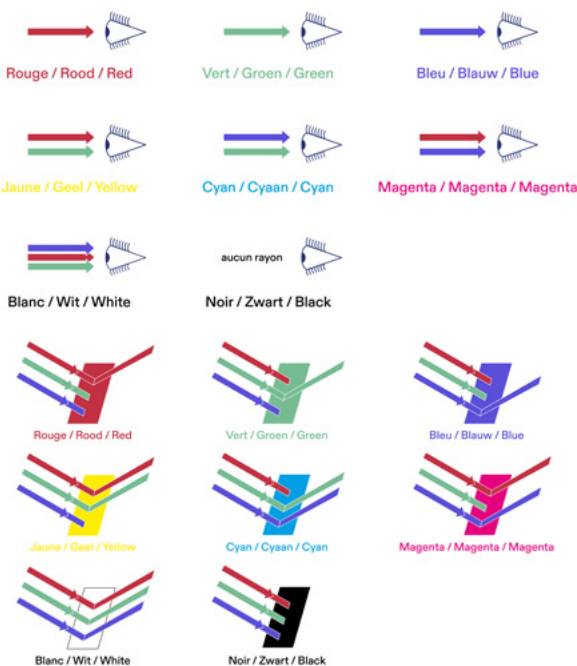 Rouge / Rood / Red
Vert / Groen / Green
Bleu / Blauw / Blue
Jaune / Geel / Yellow
Cyan / Cyaan / Cyan
Magenta / Magenta / Magenta
aucun rayon
Blanc / Wit / White
Noir / Zwart / Black
Rouge / Rood / Red
Vert / Groen / Green
Bleu / Blauw / Blue
Jaune / Geel / Yellow
Cyan / Cyaan / Cyan
Magenta / Magenta / Magenta
Blanc / Wit / White
Noir / Zwart / Black